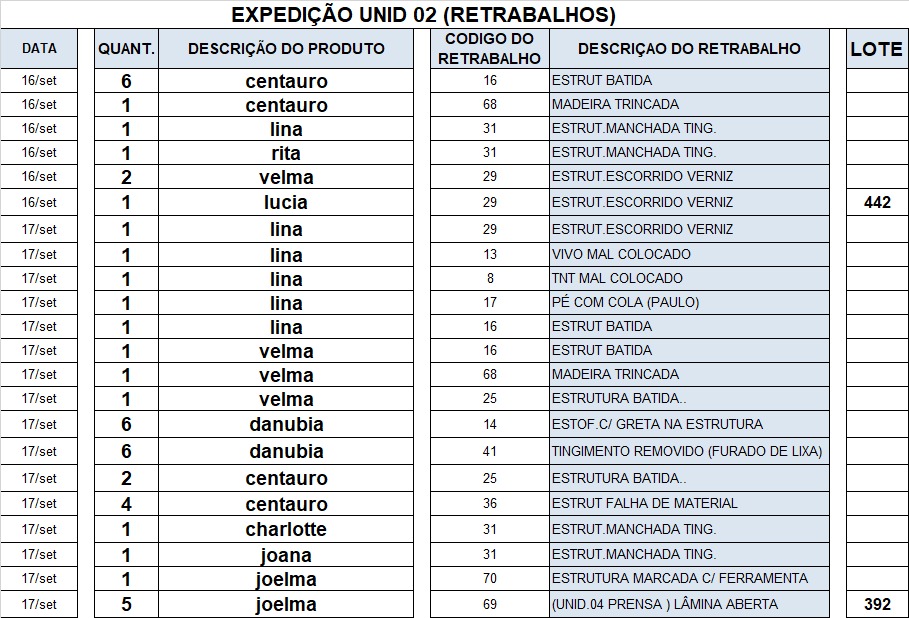 EXPEDIÇÃO UNID 02 (RETRABALHOS)
DATA QUANT. DESCRIÇÃO DO PRODUTO CODIGO DO RETRABALHO DESCRIÇAO DO RETRABALHO LOTE
16/set 6 centauro 16 ESTRUT BATIDA
16/set 1 centauro 68 MADEIRA TRINCADA
16/set 1 lina 31 ESTRUT.MANCHADA TING.
16/set 1 rita 31 ESTRUT.MANCHADA TING.
16/set 2 velma 29 ESTRUT.ESCORRIDO VERNIZ
16/set 1 lucia 29 ESTRUT.ESCORRIDO VERNIZ 442
17/set 1 lina 29 ESTRUT.ESCORRIDO VERNIZ
17/set 1 lina 13 VIVO MAL COLOCADO
17/set 1 lina 8 TNT MAL COLOCADO
17/set 1 lina 17 PÉ COM COLA (PAULO)
17/set 1 lina 16 ESTRUT BATIDA
17/set 1 velma 16 ESTRUT BATIDA
17/set 1 velma 68 MADEIRA TRINCADA
17/set 1 velma 25 ESTRUTURA BATIDA..
17/set 6 danubia 14 ESTOF.C/ GRETA NA ESTRUTURA
17/set 6 danubia 41 TINGIMENTO REMOVIDO (FURADO DE LIXA)
17/set 2 centauro 25 ESTRUTURA BATIDA..
17/set 4 centauro 36 ESTRUT FALHA DE MATERIAL
17/set 1 charlotte 31 ESTRUT.MANCHADA TING.
17/set 1 joana 31 ESTRUT.MANCHADA TING.
17/set 1 joelma 70 ESTRUTURA MARCADA C/ FERRAMENTA
17/set 5 joelma 69 (UNID.04 PRENSA ) LÂMINA ABERTA 392